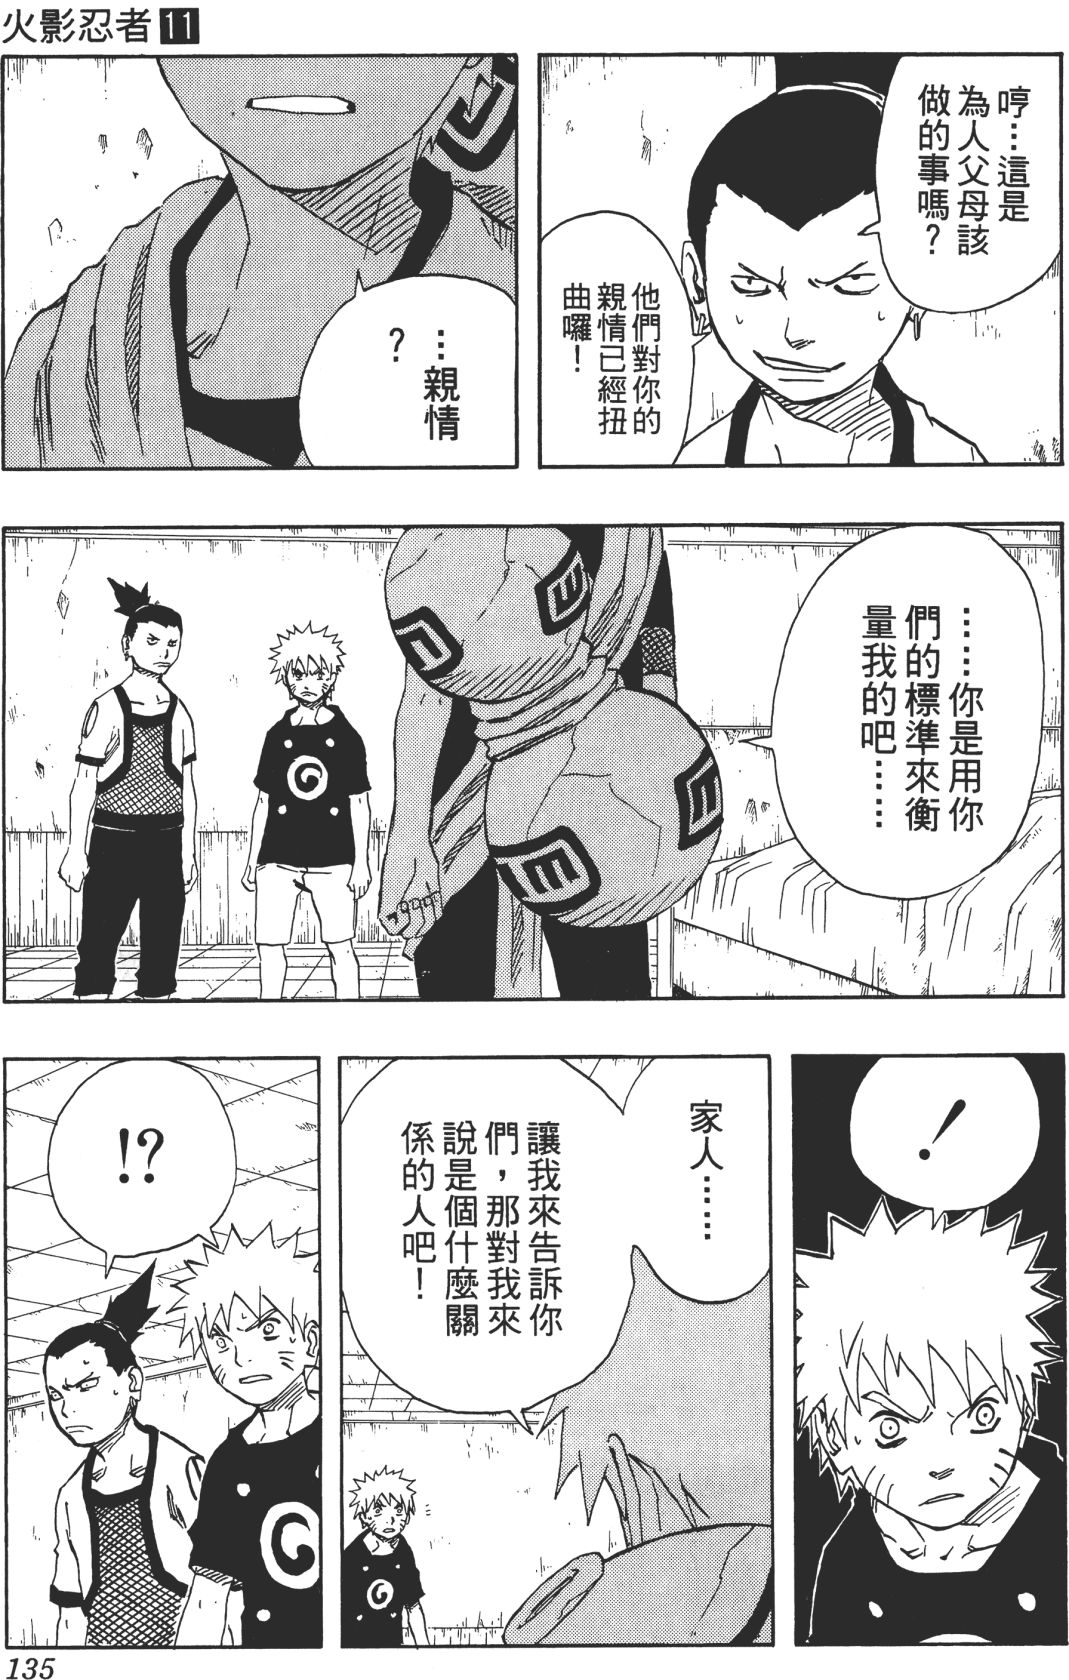 火影忍者 11
哼…這是
為人父母該
做的事嗎?
他們對你的
親情已經扭
曲囉!
…親情
?
……你是用你
們的標準來衡
量我的吧……
!
家人……
讓我來告訴你
們,那對我來
說是個什麼關
係的人吧!
!?
135